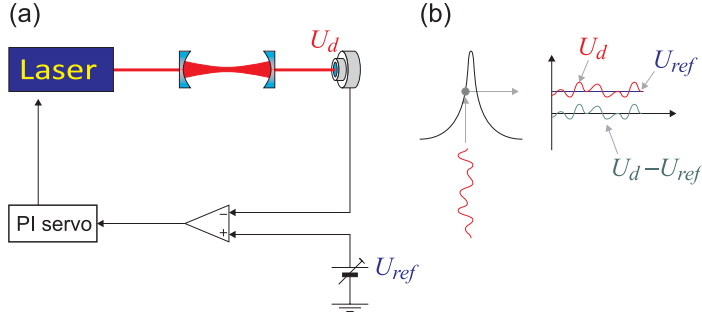 (a)
Laser
U_d
PI servo
−
+
U_ref
(b)
U_d
U_ref
U_d − U_ref